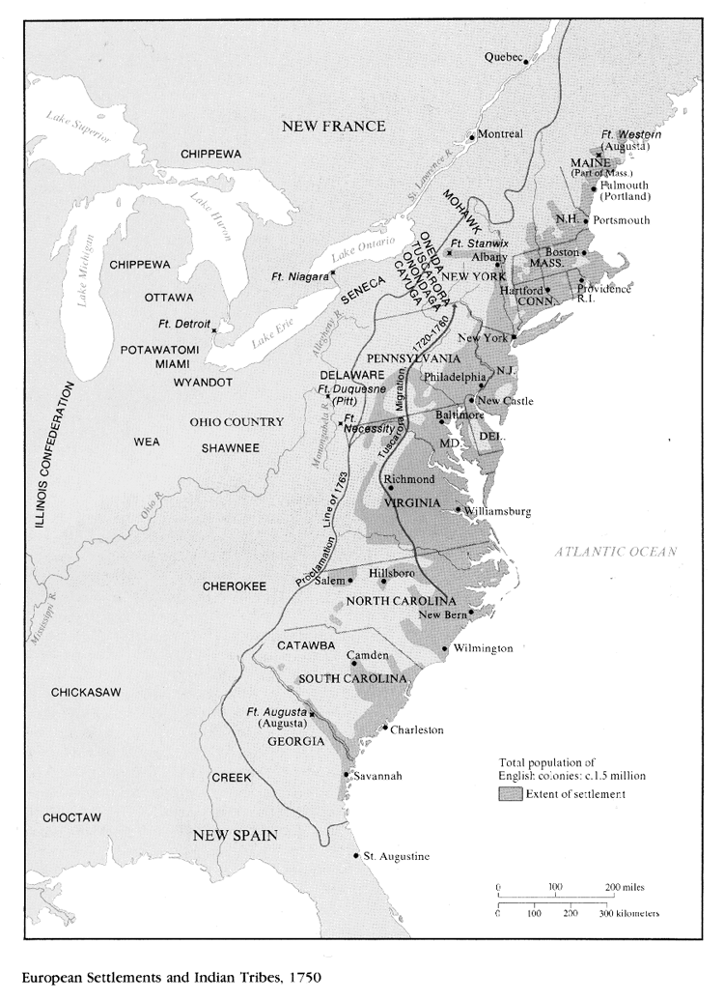 Quebec
NEW FRANCE
Montreal
Lake Superior
CHIPPEWA
St. Lawrence R.
Ft. Western
(Augusta)
MAINE
(Part of Mass.)
Falmouth
(Portland)
Lake Huron
MOHAWK
N.H.
Portsmouth
Lake Michigan
Lake Ontario
ONEIDA
TUSCARORA
ONONDAGA
CAYUGA
Ft. Stanwix
Albany
NEW YORK
Boston
MASS.
CHIPPEWA
Ft. Niagara
SENECA
Hartford
CONN.
Providence
R.I.
OTTAWA
Ft. Detroit
Lake Erie
Allegheny R.
1720-1760
New York
POTAWATOMI
MIAMI
WYANDOT
PENNSYLVANIA
DELAWARE
Philadelphia
N.J.
Ft. Duquesne
(Pitt)
New Castle
ILLINOIS CONFEDERATION
OHIO COUNTRY
Monongahela R.
Ft.
Necessity
Tuscarora Migration
Baltimore
MD.
DEL.
WEA
SHAWNEE
Richmond
VIRGINIA
Williamsburg
Ohio R.
Proclamation Line of 1763
ATLANTIC OCEAN
Mississippi R.
CHEROKEE
Salem
Hillsboro
NORTH CAROLINA
New Bern
CATAWBA
Wilmington
Camden
SOUTH CAROLINA
CHICKASAW
Ft. Augusta
(Augusta)
Charleston
GEORGIA
Total population of
English colonies: c.1.5 million
Extent of settlement
CREEK
Savannah
CHOCTAW
NEW SPAIN
St. Augustine
0 100 200 miles
0 100 200 300 kilometers
European Settlements and Indian Tribes, 1750